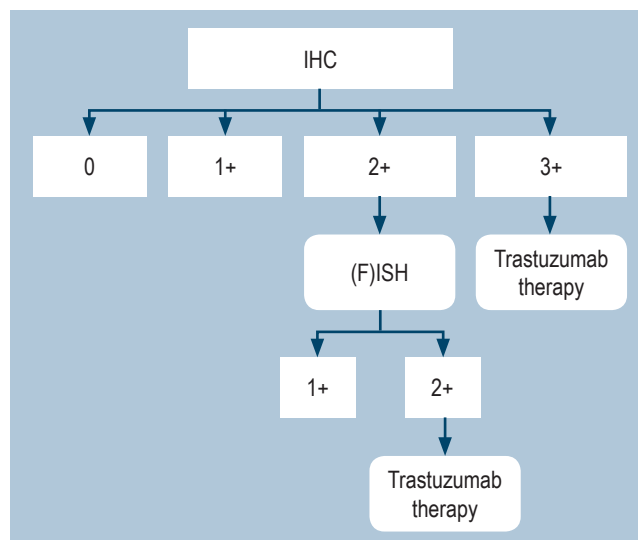 IHC
0
1+
2+
3+
(F)ISH
Trastuzumab
therapy
1+
2+
Trastuzumab
therapy